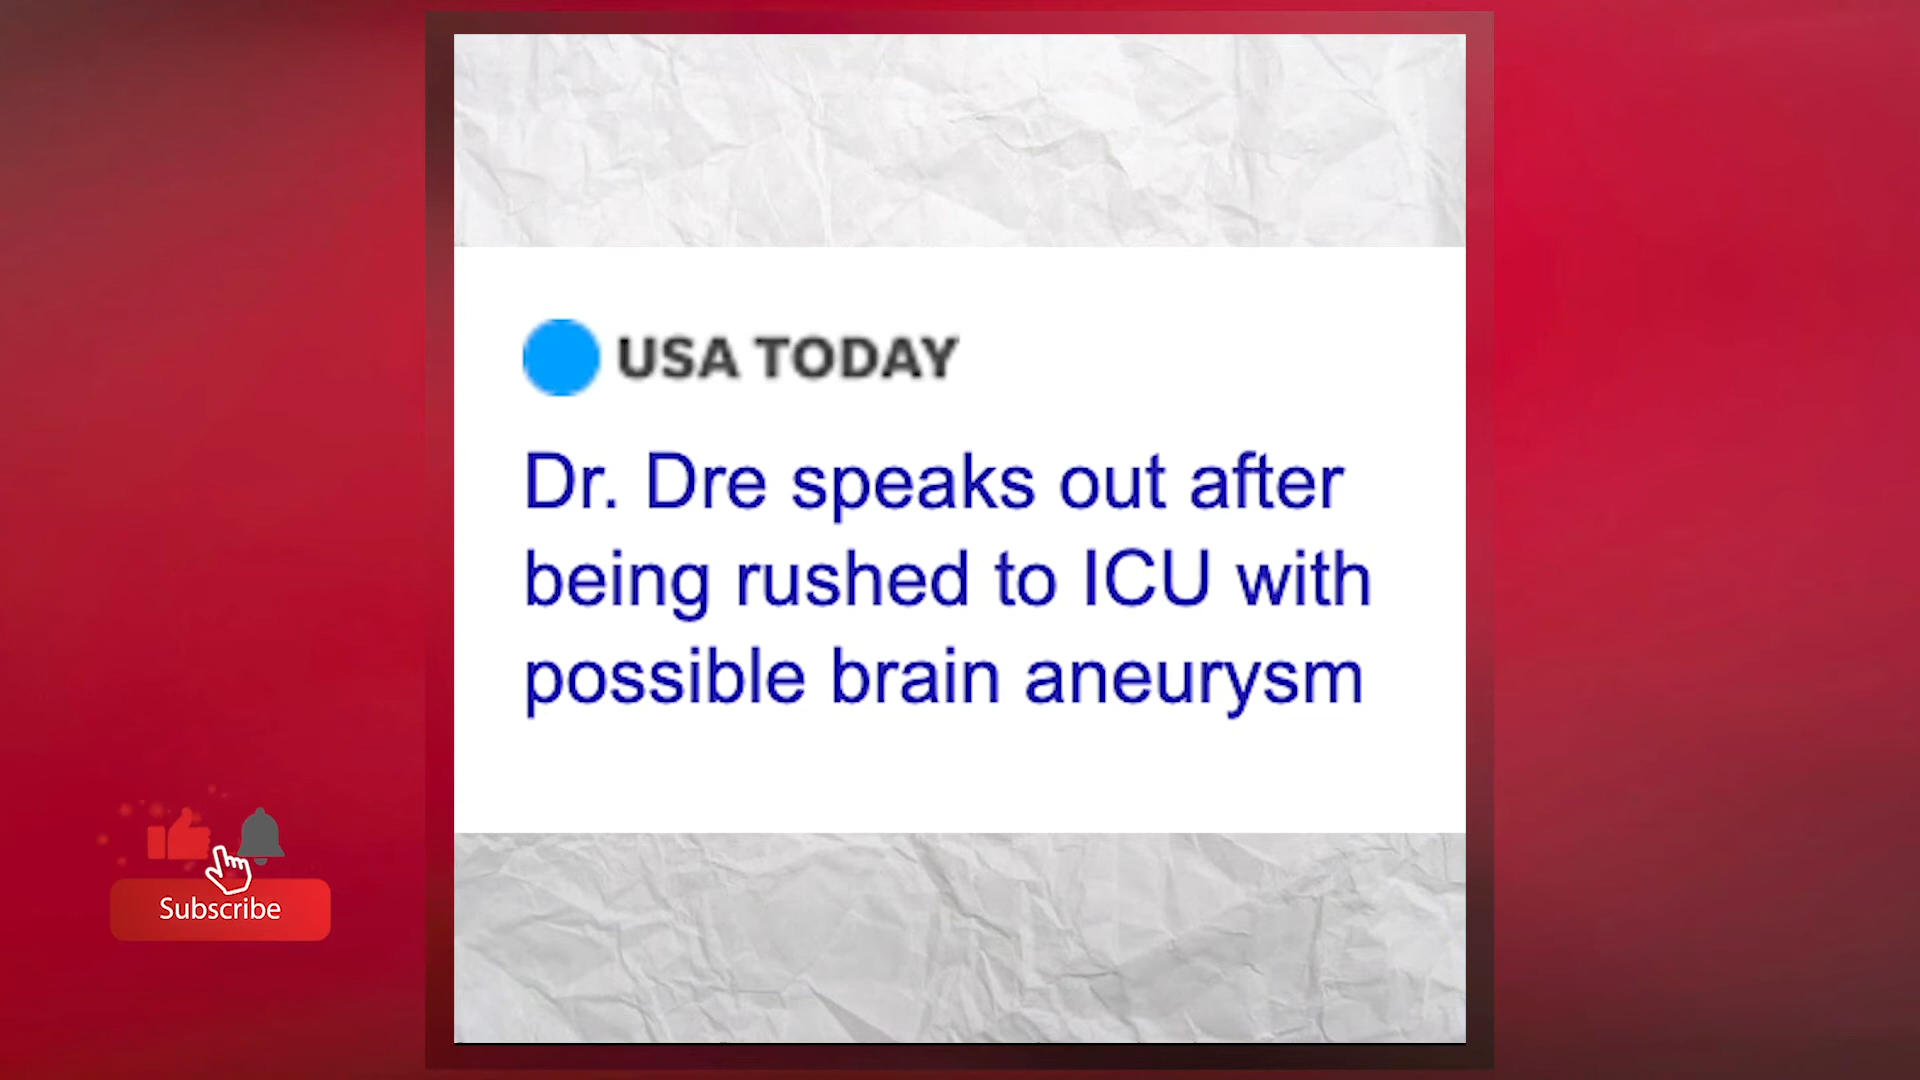 USA TODAY
Dr. Dre speaks out after
being rushed to ICU with
possible brain aneurysm
Subscribe